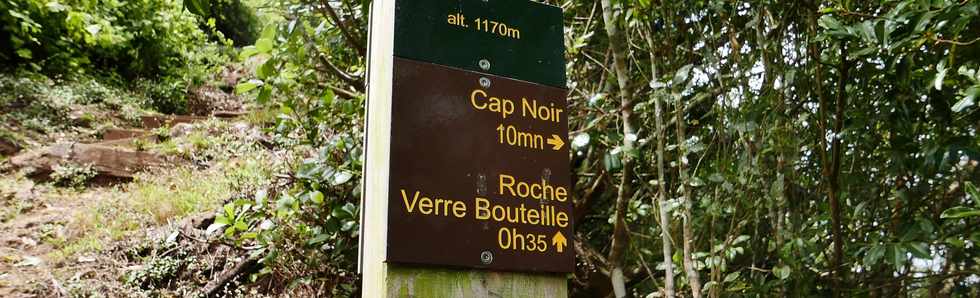 alt. 1170m
Cap Noir
10mn→
Roche
Verre Bouteille
0h35↑